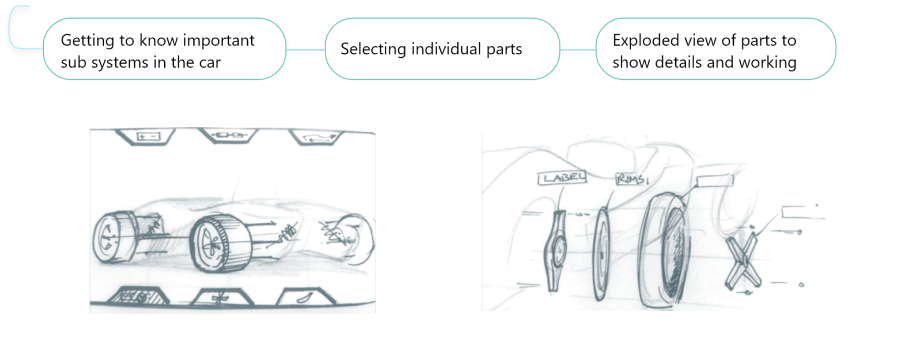 Getting to know important
sub systems in the car
Selecting individual parts
Exploded view of parts to
show details and working
LABEL
RIMS